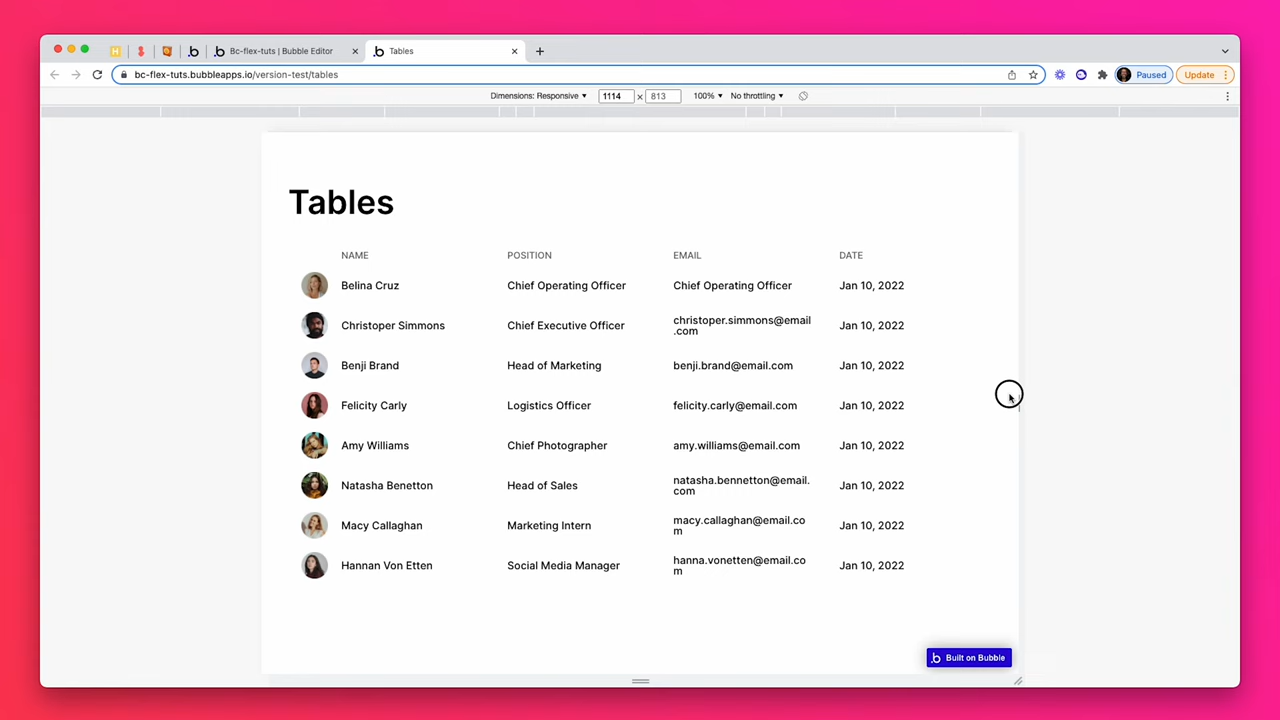 Bc-flex-tuts | Bubble Editor
Tables
bc-flex-tuts.bubbleapps.io/version-test/tables
Paused
Update
Dimensions: Responsive
1114 x 813
100%
No throttling
Tables
NAME POSITION EMAIL DATE
Belina Cruz Chief Operating Officer Chief Operating Officer Jan 10, 2022
Christoper Simmons Chief Executive Officer christoper.simmons@email
.com Jan 10, 2022
Benji Brand Head of Marketing benji.brand@email.com Jan 10, 2022
Felicity Carly Logistics Officer felicity.carly@email.com Jan 10, 2022
Amy Williams Chief Photographer amy.williams@email.com Jan 10, 2022
Natasha Benetton Head of Sales natasha.bennetton@email.
com Jan 10, 2022
Macy Callaghan Marketing Intern macy.callaghan@email.co
m Jan 10, 2022
Hannan Von Etten Social Media Manager hanna.vonetten@email.co
m Jan 10, 2022
b Built on Bubble